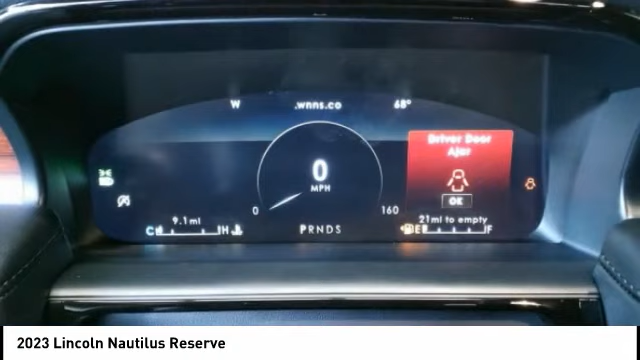 W .wnns.co 68°
Driver Door
Ajar
0
MPH
OK
0 160
9.1mi 21mi to empty
C H PRNDS E F
2023 Lincoln Nautilus Reserve